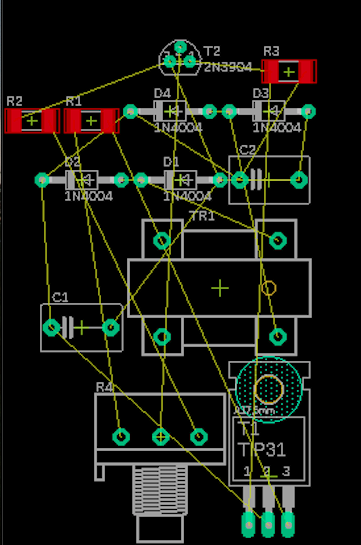 T2
2N3904
R3
R2
R1
D4
1N4004
D3
1N4004
C2
D2
1N4004
D1
1N4004
TR1
C1
R4
T1
TIP31
1 2 3